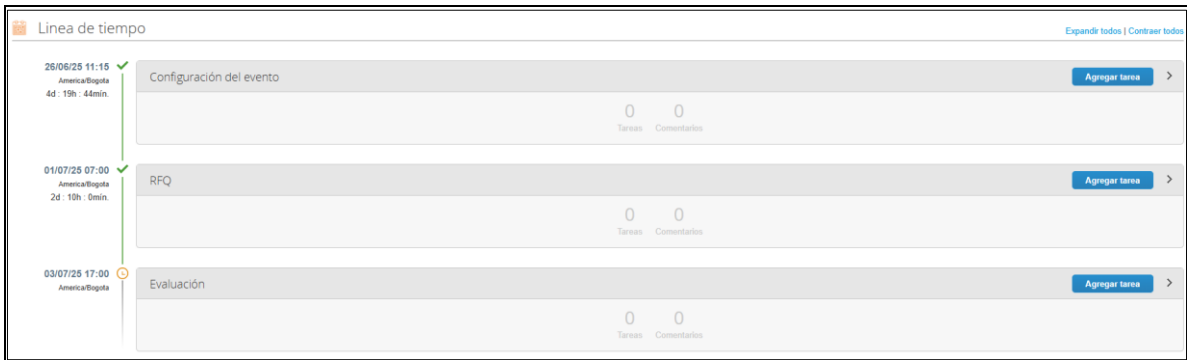 Linea de tiempo
Expandir todos | Contraer todos
26/06/25 11:15
America/Bogota
4d : 19h : 44min.
Configuración del evento
Agregar tarea
0 0
Tareas Comentarios
01/07/25 07:00
America/Bogota
2d : 10h : 0min.
RFQ
Agregar tarea
0 0
Tareas Comentarios
03/07/25 17:00
America/Bogota
Evaluación
Agregar tarea
0 0
Tareas Comentarios